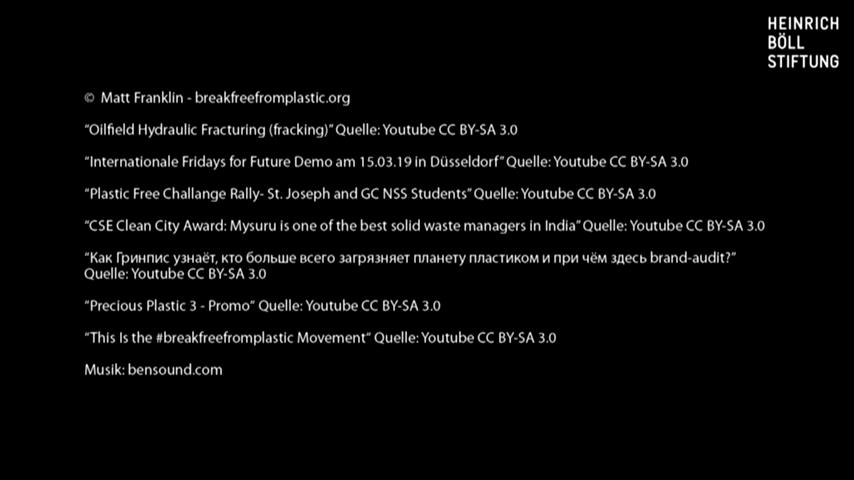 HEINRICH
BÖLL
STIFTUNG
© Matt Franklin - breakfreefromplastic.org
“Oilfield Hydraulic Fracturing (fracking)” Quelle: Youtube CC BY-SA 3.0
“Internationale Fridays for Future Demo am 15.03.19 in Düsseldorf” Quelle: Youtube CC BY-SA 3.0
“Plastic Free Challange Rally- St. Joseph and GC NSS Students” Quelle: Youtube CC BY-SA 3.0
“CSE Clean City Award: Mysuru is one of the best solid waste managers in India” Quelle: Youtube CC BY-SA 3.0
“Как Гринпис узнаёт, кто больше всего загрязняет планету пластиком и при чём здесь brand-audit?”
Quelle: Youtube CC BY-SA 3.0
“Precious Plastic 3 - Promo” Quelle: Youtube CC BY-SA 3.0
“This Is the #breakfreefromplastic Movement“ Quelle: Youtube CC BY-SA 3.0
Musik: bensound.com